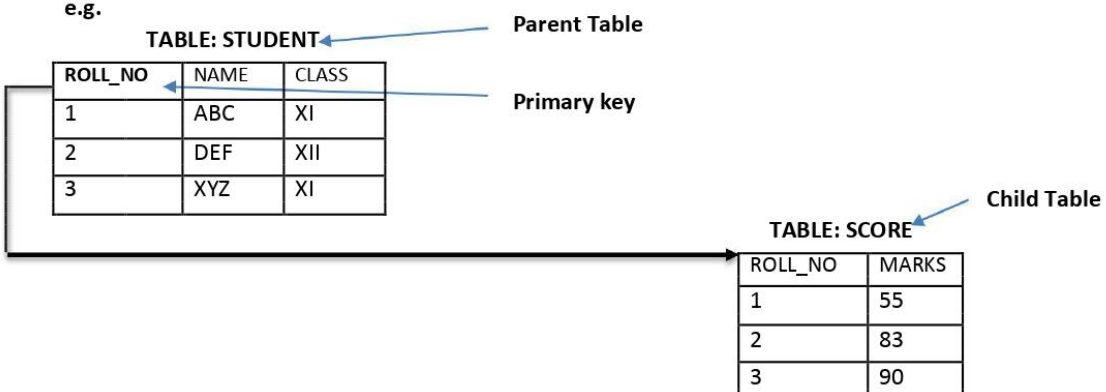 e.g.
TABLE: STUDENT
Parent Table
ROLL_NO NAME CLASS
Primary key
1 ABC XI
2 DEF XII
3 XYZ XI
Child Table
TABLE: SCORE
ROLL_NO MARKS
1 55
2 83
3 90